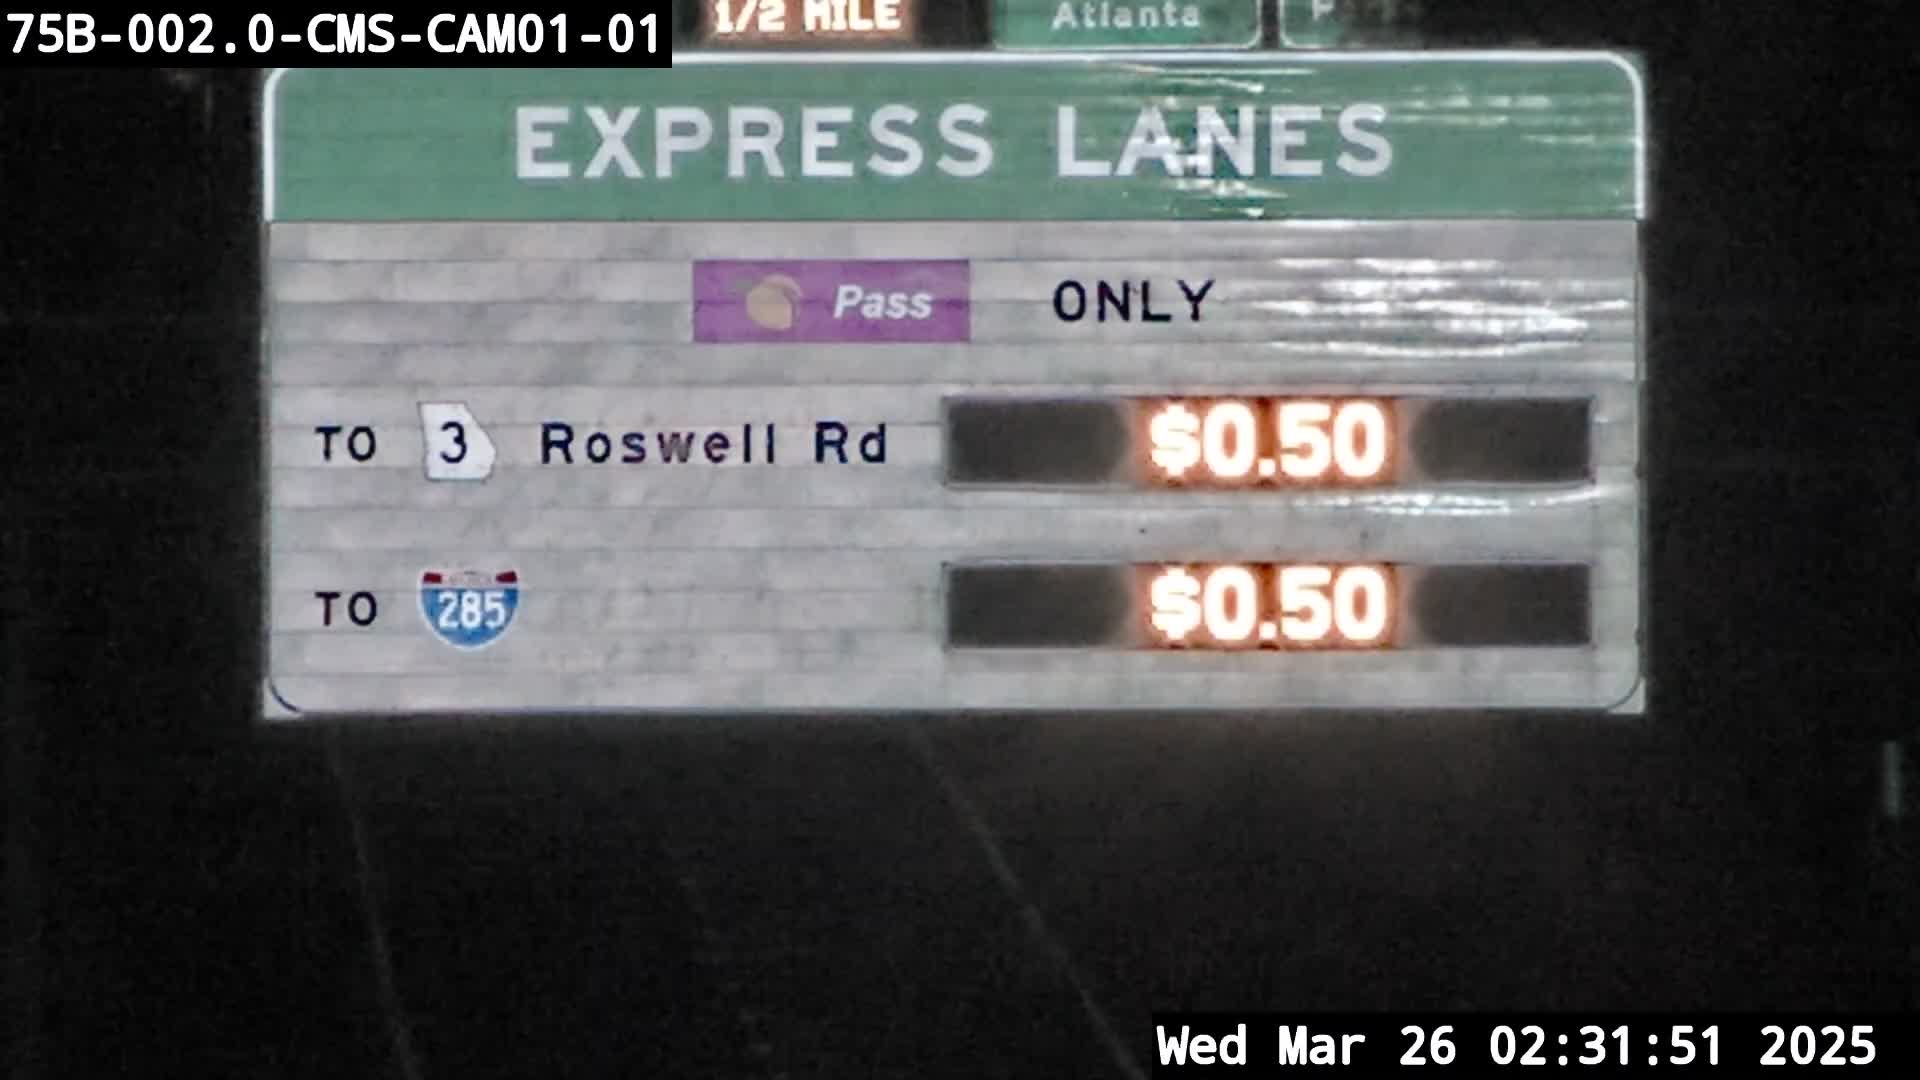 75B-002.0-CMS-CAM01-01
1/2 MILE
Atlanta
EXPRESS LANES
Pass ONLY
TO 3 Roswell Rd $0.50
TO 285 $0.50
Wed Mar 26 02:31:51 2025